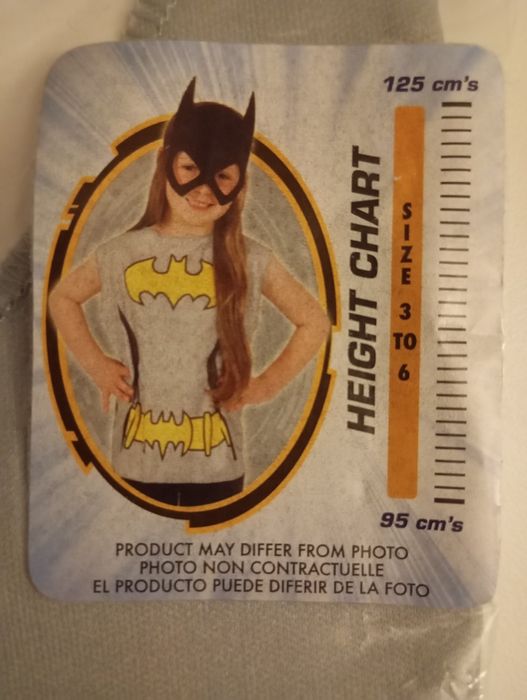 125 cm's
HEIGHT CHART
SIZE 3 TO 6
95 cm's
PRODUCT MAY DIFFER FROM PHOTO
PHOTO NON CONTRACTUELLE
EL PRODUCTO PUEDE DIFERIR DE LA FOTO